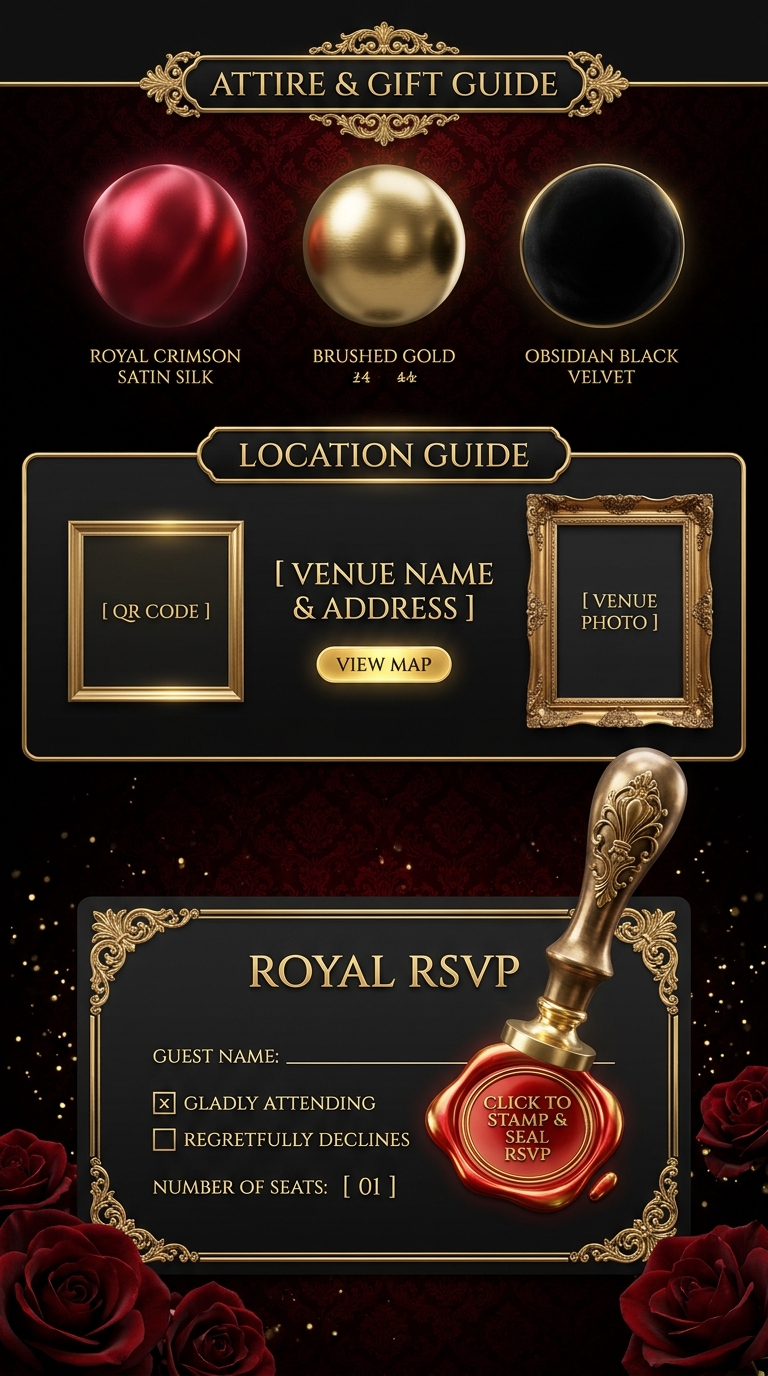 ATTIRE & GIFT GUIDE
ROYAL CRIMSON
SATIN SILK
BRUSHED GOLD
OBSIDIAN BLACK
VELVET
LOCATION GUIDE
[ QR CODE ]
[ VENUE NAME
& ADDRESS ]
VIEW MAP
[ VENUE
PHOTO ]
ROYAL RSVP
GUEST NAME:
GLADLY ATTENDING
REGRETFULLY DECLINES
NUMBER OF SEATS: [ 01 ]
CLICK TO
STAMP &
SEAL
RSVP